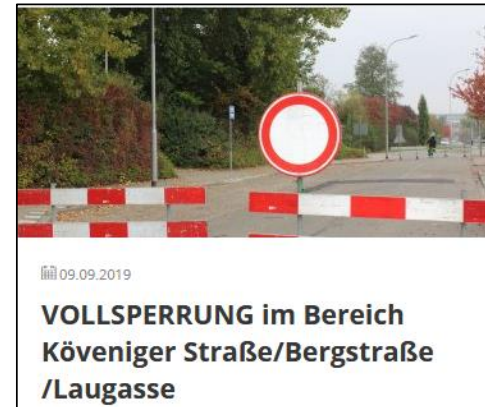 09.09.2019
VOLLSPERRUNG im Bereich
Köveniger Straße/Bergstraße
/Laugasse